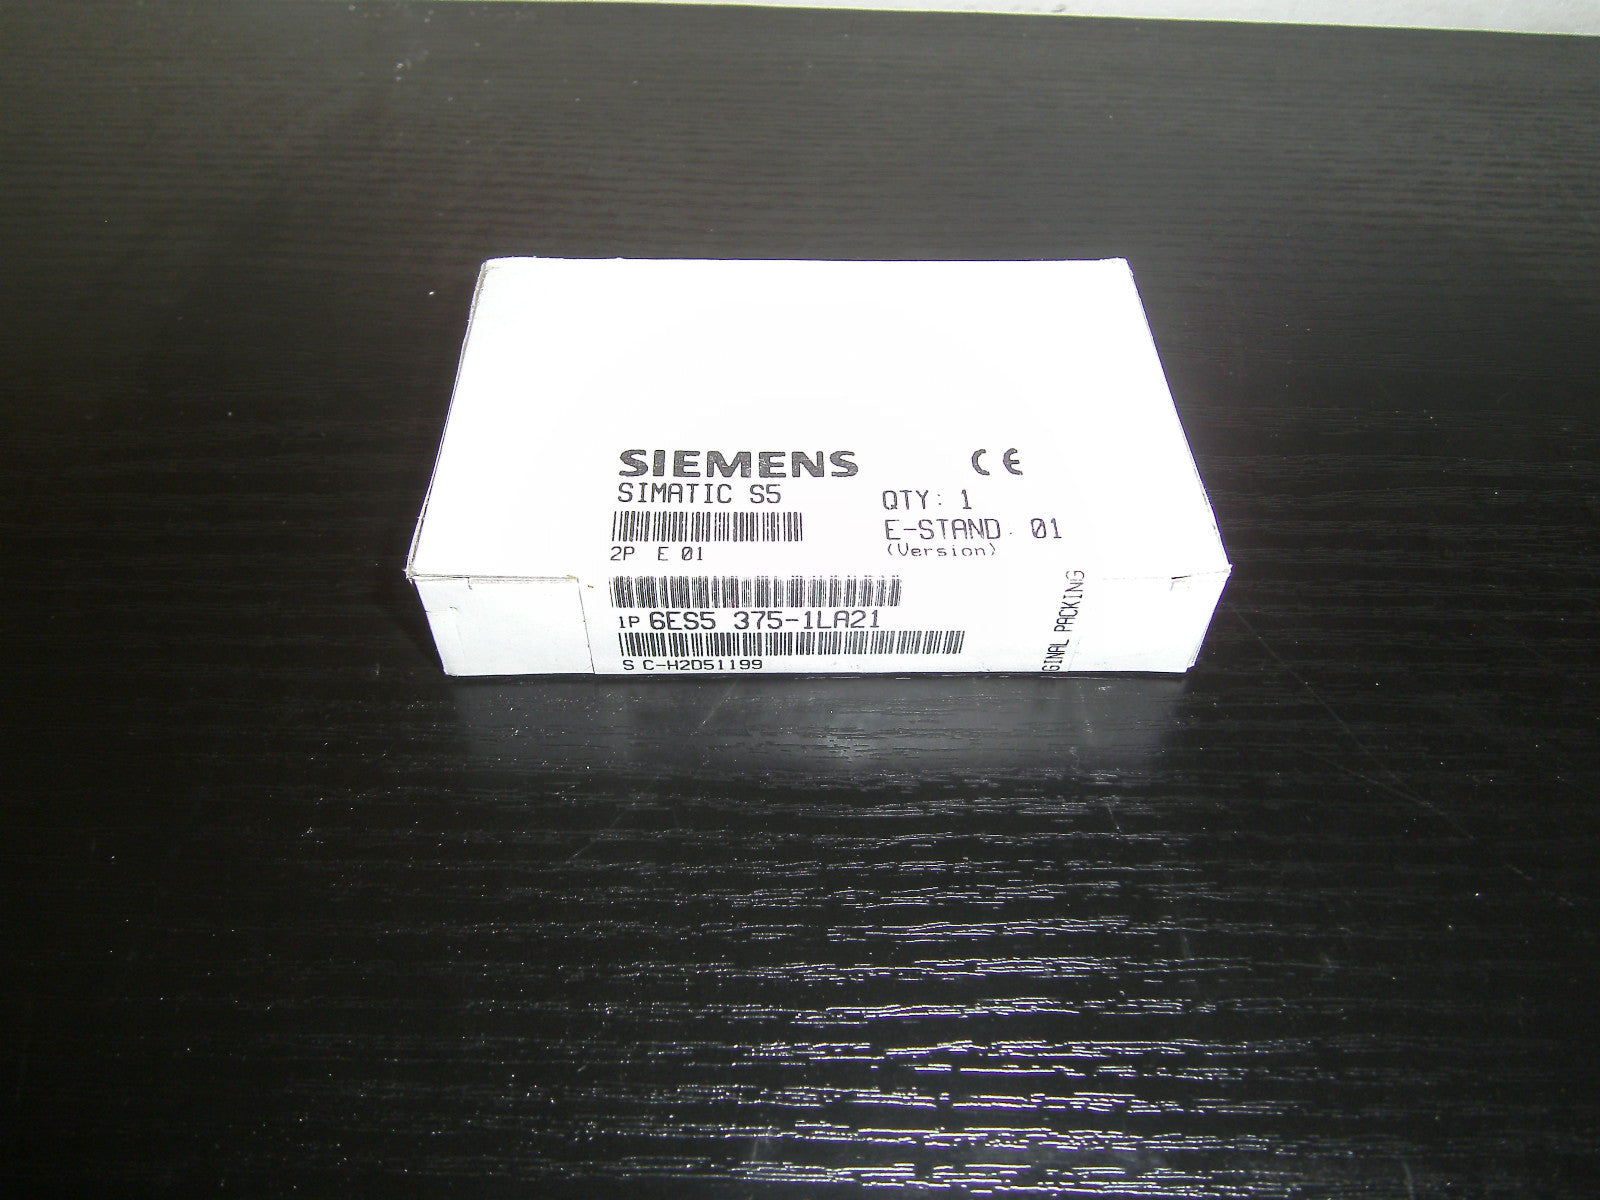 SIEMENS CE
SIMATIC S5
QTY: 1
E-STAND: 01
(Version)
2P E 01
1P 6ES5 375-1LA21
S C-H2D51199
GINAL PACKING